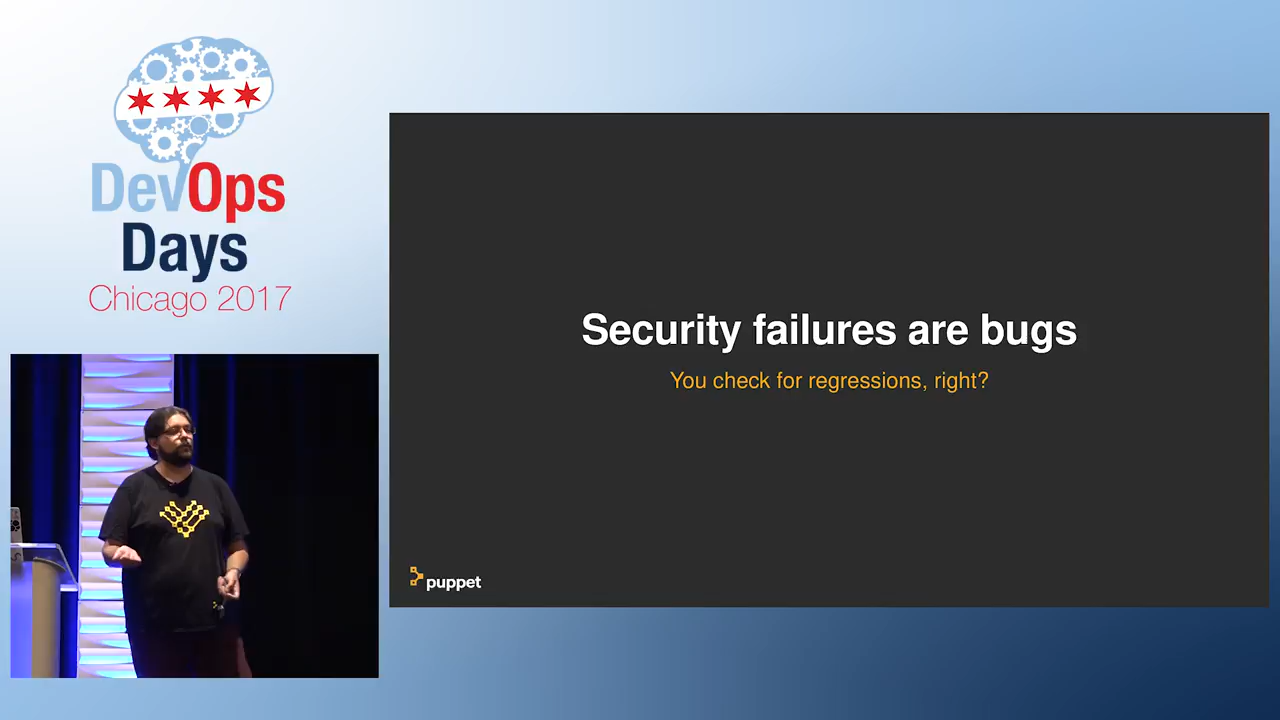 DevOps
Days
Chicago 2017
Security failures are bugs
You check for regressions, right?
puppet